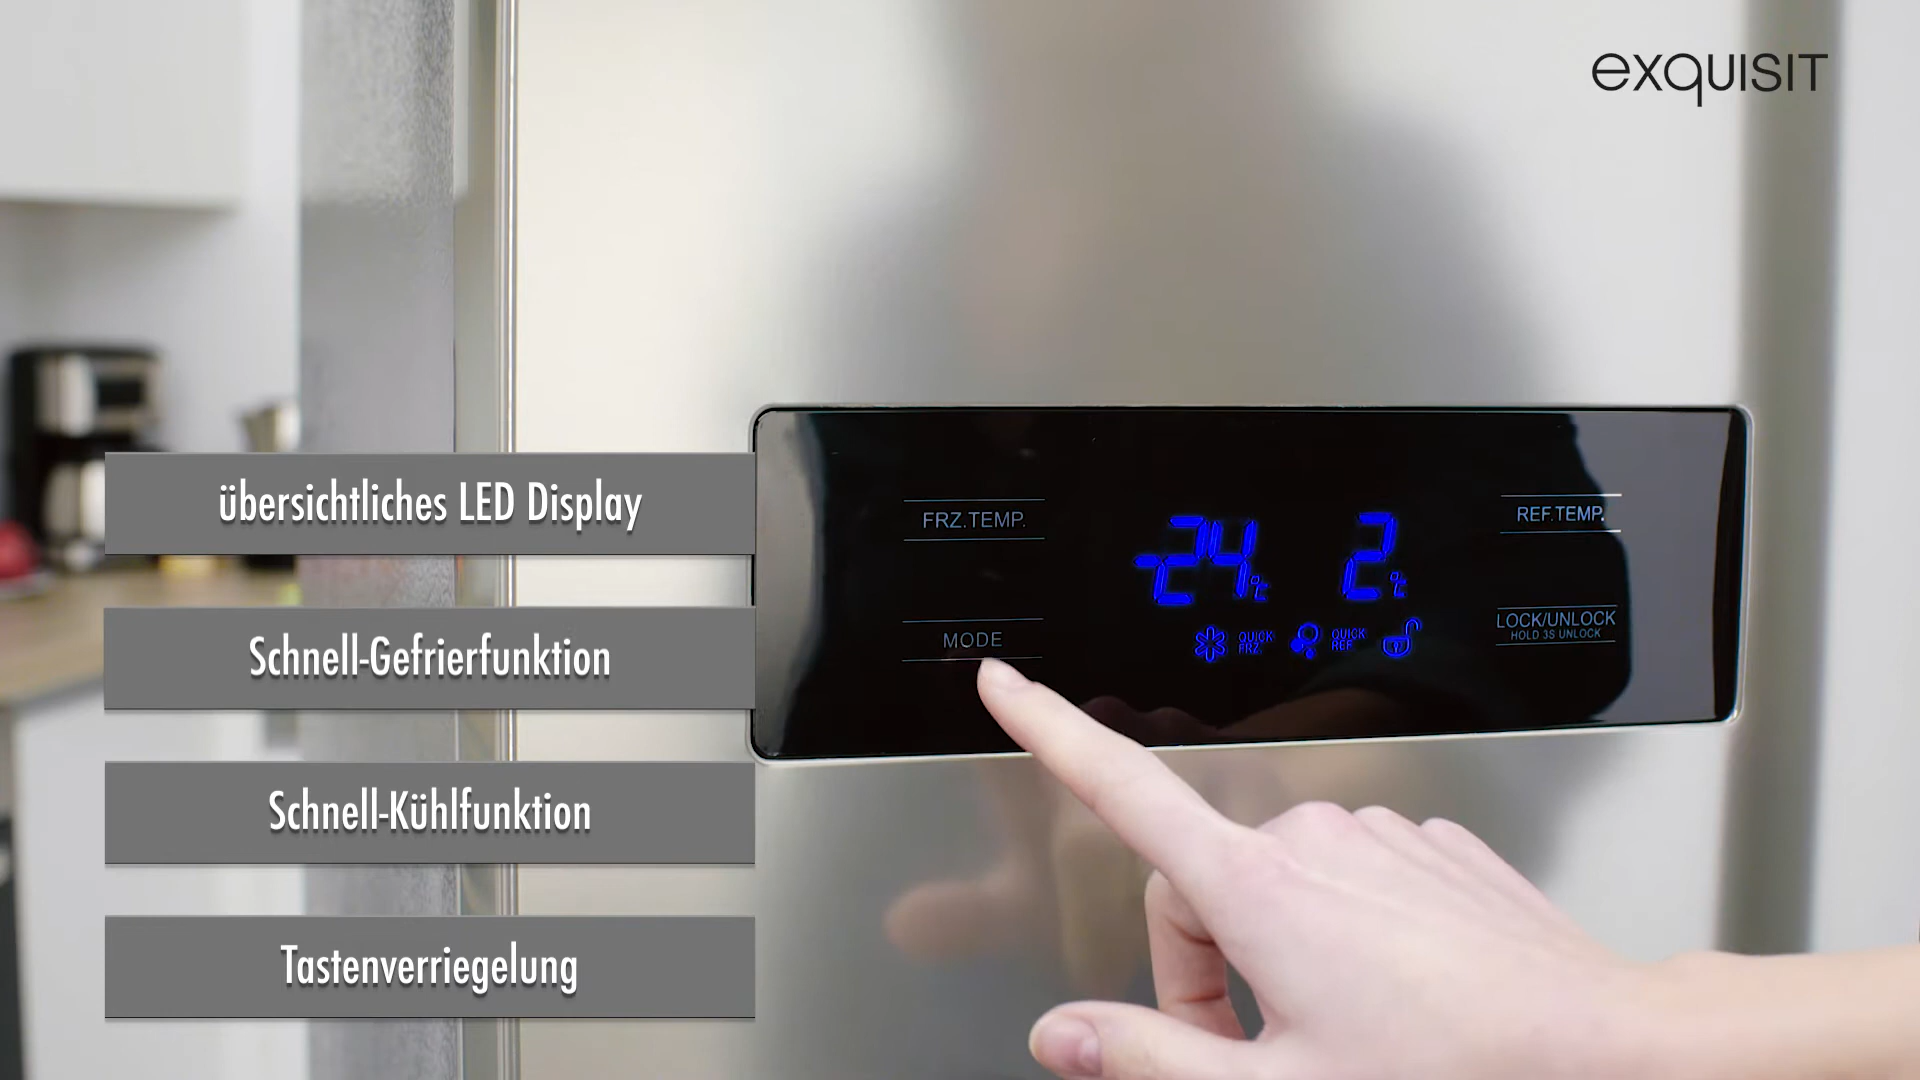 exquisit
übersichtliches LED Display
Schnell-Gefrierfunktion
Schnell-Kühlfunktion
Tastenverriegelung
FRZ.TEMP.
MODE
-24°C
2°C
QUICK
FRZ.
QUICK
REF.
REF.TEMP.
LOCK/UNLOCK
HOLD 3S UNLOCK